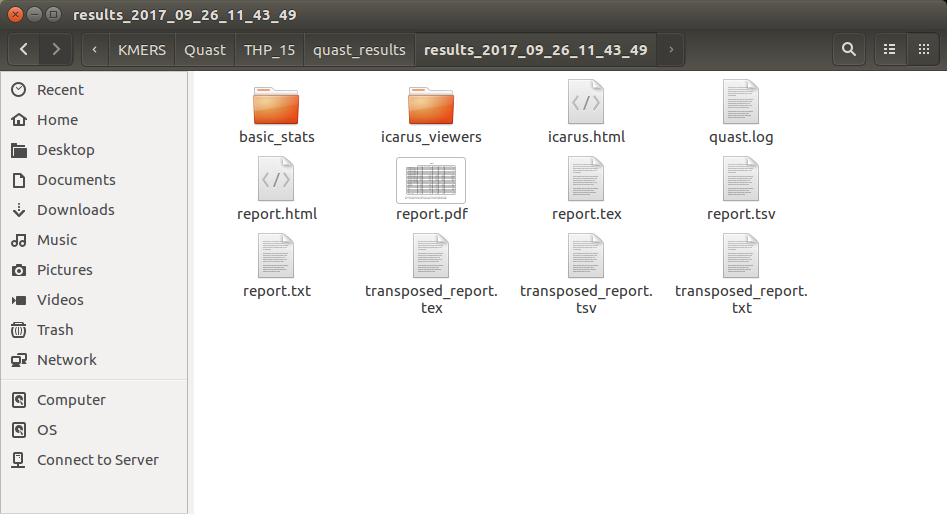 results_2017_09_26_11_43_49
KMERS Quast THP_15 quast_results results_2017_09_26_11_43_49
Recent
Home
Desktop
Documents
Downloads
Music
Pictures
Videos
Trash
Network
Computer
OS
Connect to Server
basic_stats icarus_viewers icarus.html quast.log
report.html report.pdf report.tex report.tsv
report.txt transposed_report. transposed_report. transposed_report.
tex tsv txt